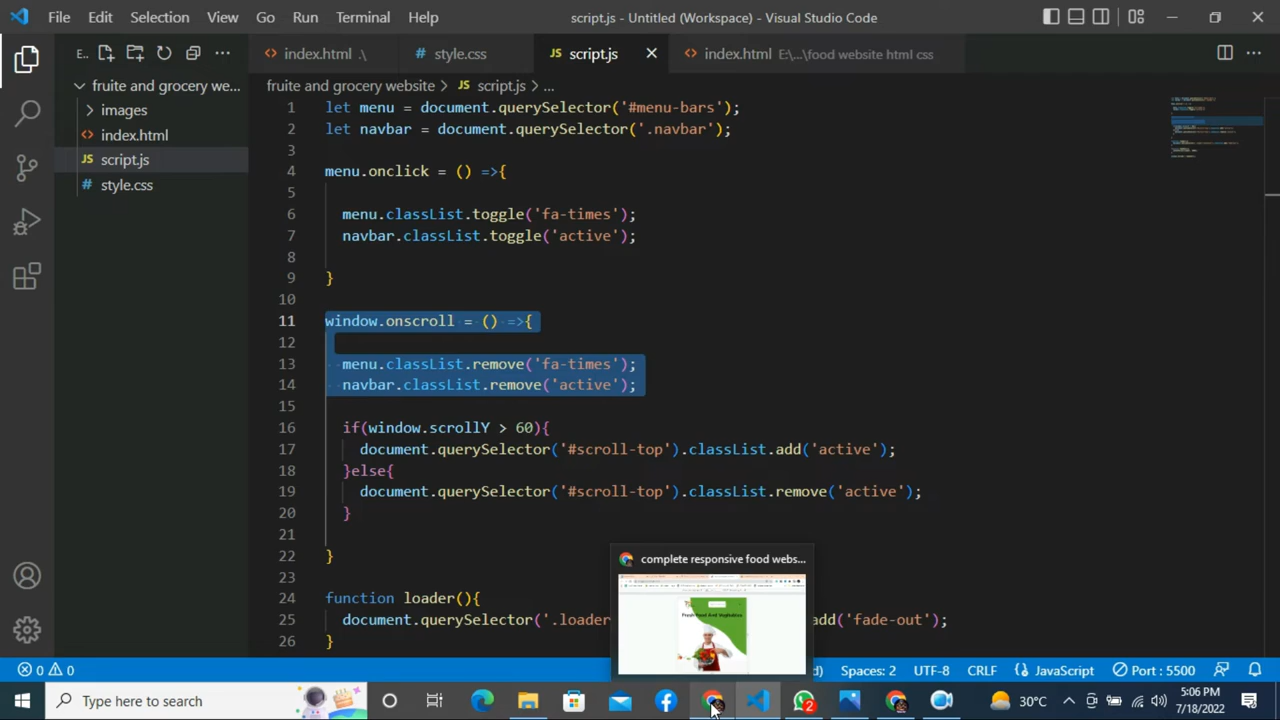 File Edit Selection View Go Run Terminal Help script.js - Untitled (Workspace) - Visual Studio Code
E.. index.html .\ style.css script.js index.html E:\...\food website html css
fruite and grocery we...
images
index.html
script.js
style.css
fruite and grocery website > script.js > ...
1 let menu = document.querySelector('#menu-bars');
2 let navbar = document.querySelector('.navbar');
3
4 menu.onclick = () =>{
5
6 menu.classList.toggle('fa-times');
7 navbar.classList.toggle('active');
8
9 }
10
11 window.onscroll = () =>{
12
13 menu.classList.remove('fa-times');
14 navbar.classList.remove('active');
15
16 if(window.scrollY > 60){
17 document.querySelector('#scroll-top').classList.add('active');
18 }else{
19 document.querySelector('#scroll-top').classList.remove('active');
20 }
21
22 }
23
24 function loader(){
25 document.querySelector('.loader add('fade-out');
26 }
complete responsive food webs...
Fresh Food And Vegetables
0 0 Spaces: 2 UTF-8 CRLF JavaScript Port : 5500
Type here to search 2 30°C 5:06 PM
7/18/2022